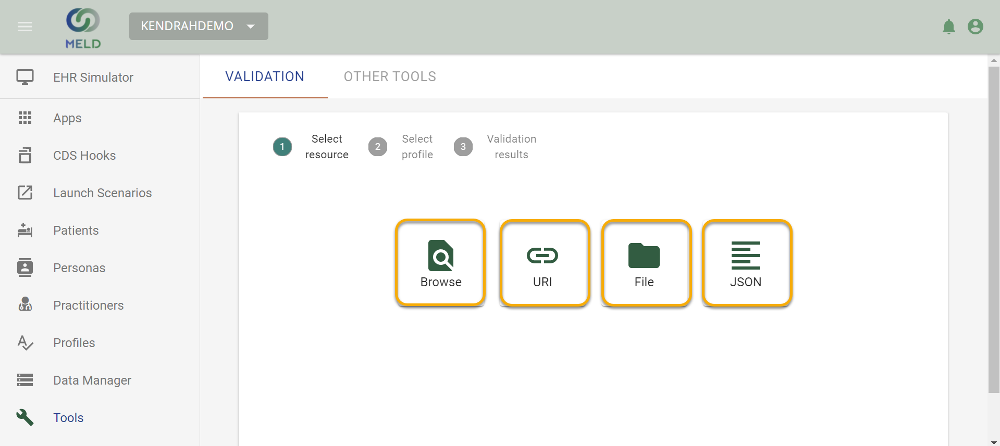 MELD
KENDRAHDEMO
EHR Simulator
Apps
CDS Hooks
Launch Scenarios
Patients
Personas
Practitioners
Profiles
Data Manager
Tools
VALIDATION
OTHER TOOLS
1
Select
resource
2
Select
profile
3
Validation
results
Browse
URI
File
JSON